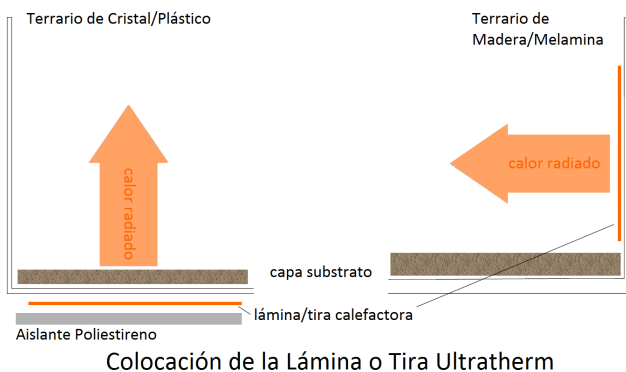 Terrario de Cristal/Plástico
Terrario de
Madera/Melamina
calor radiado
calor radiado
capa substrato
lámina/tira calefactora
Aislante Poliestireno
Colocación de la Lámina o Tira Ultratherm